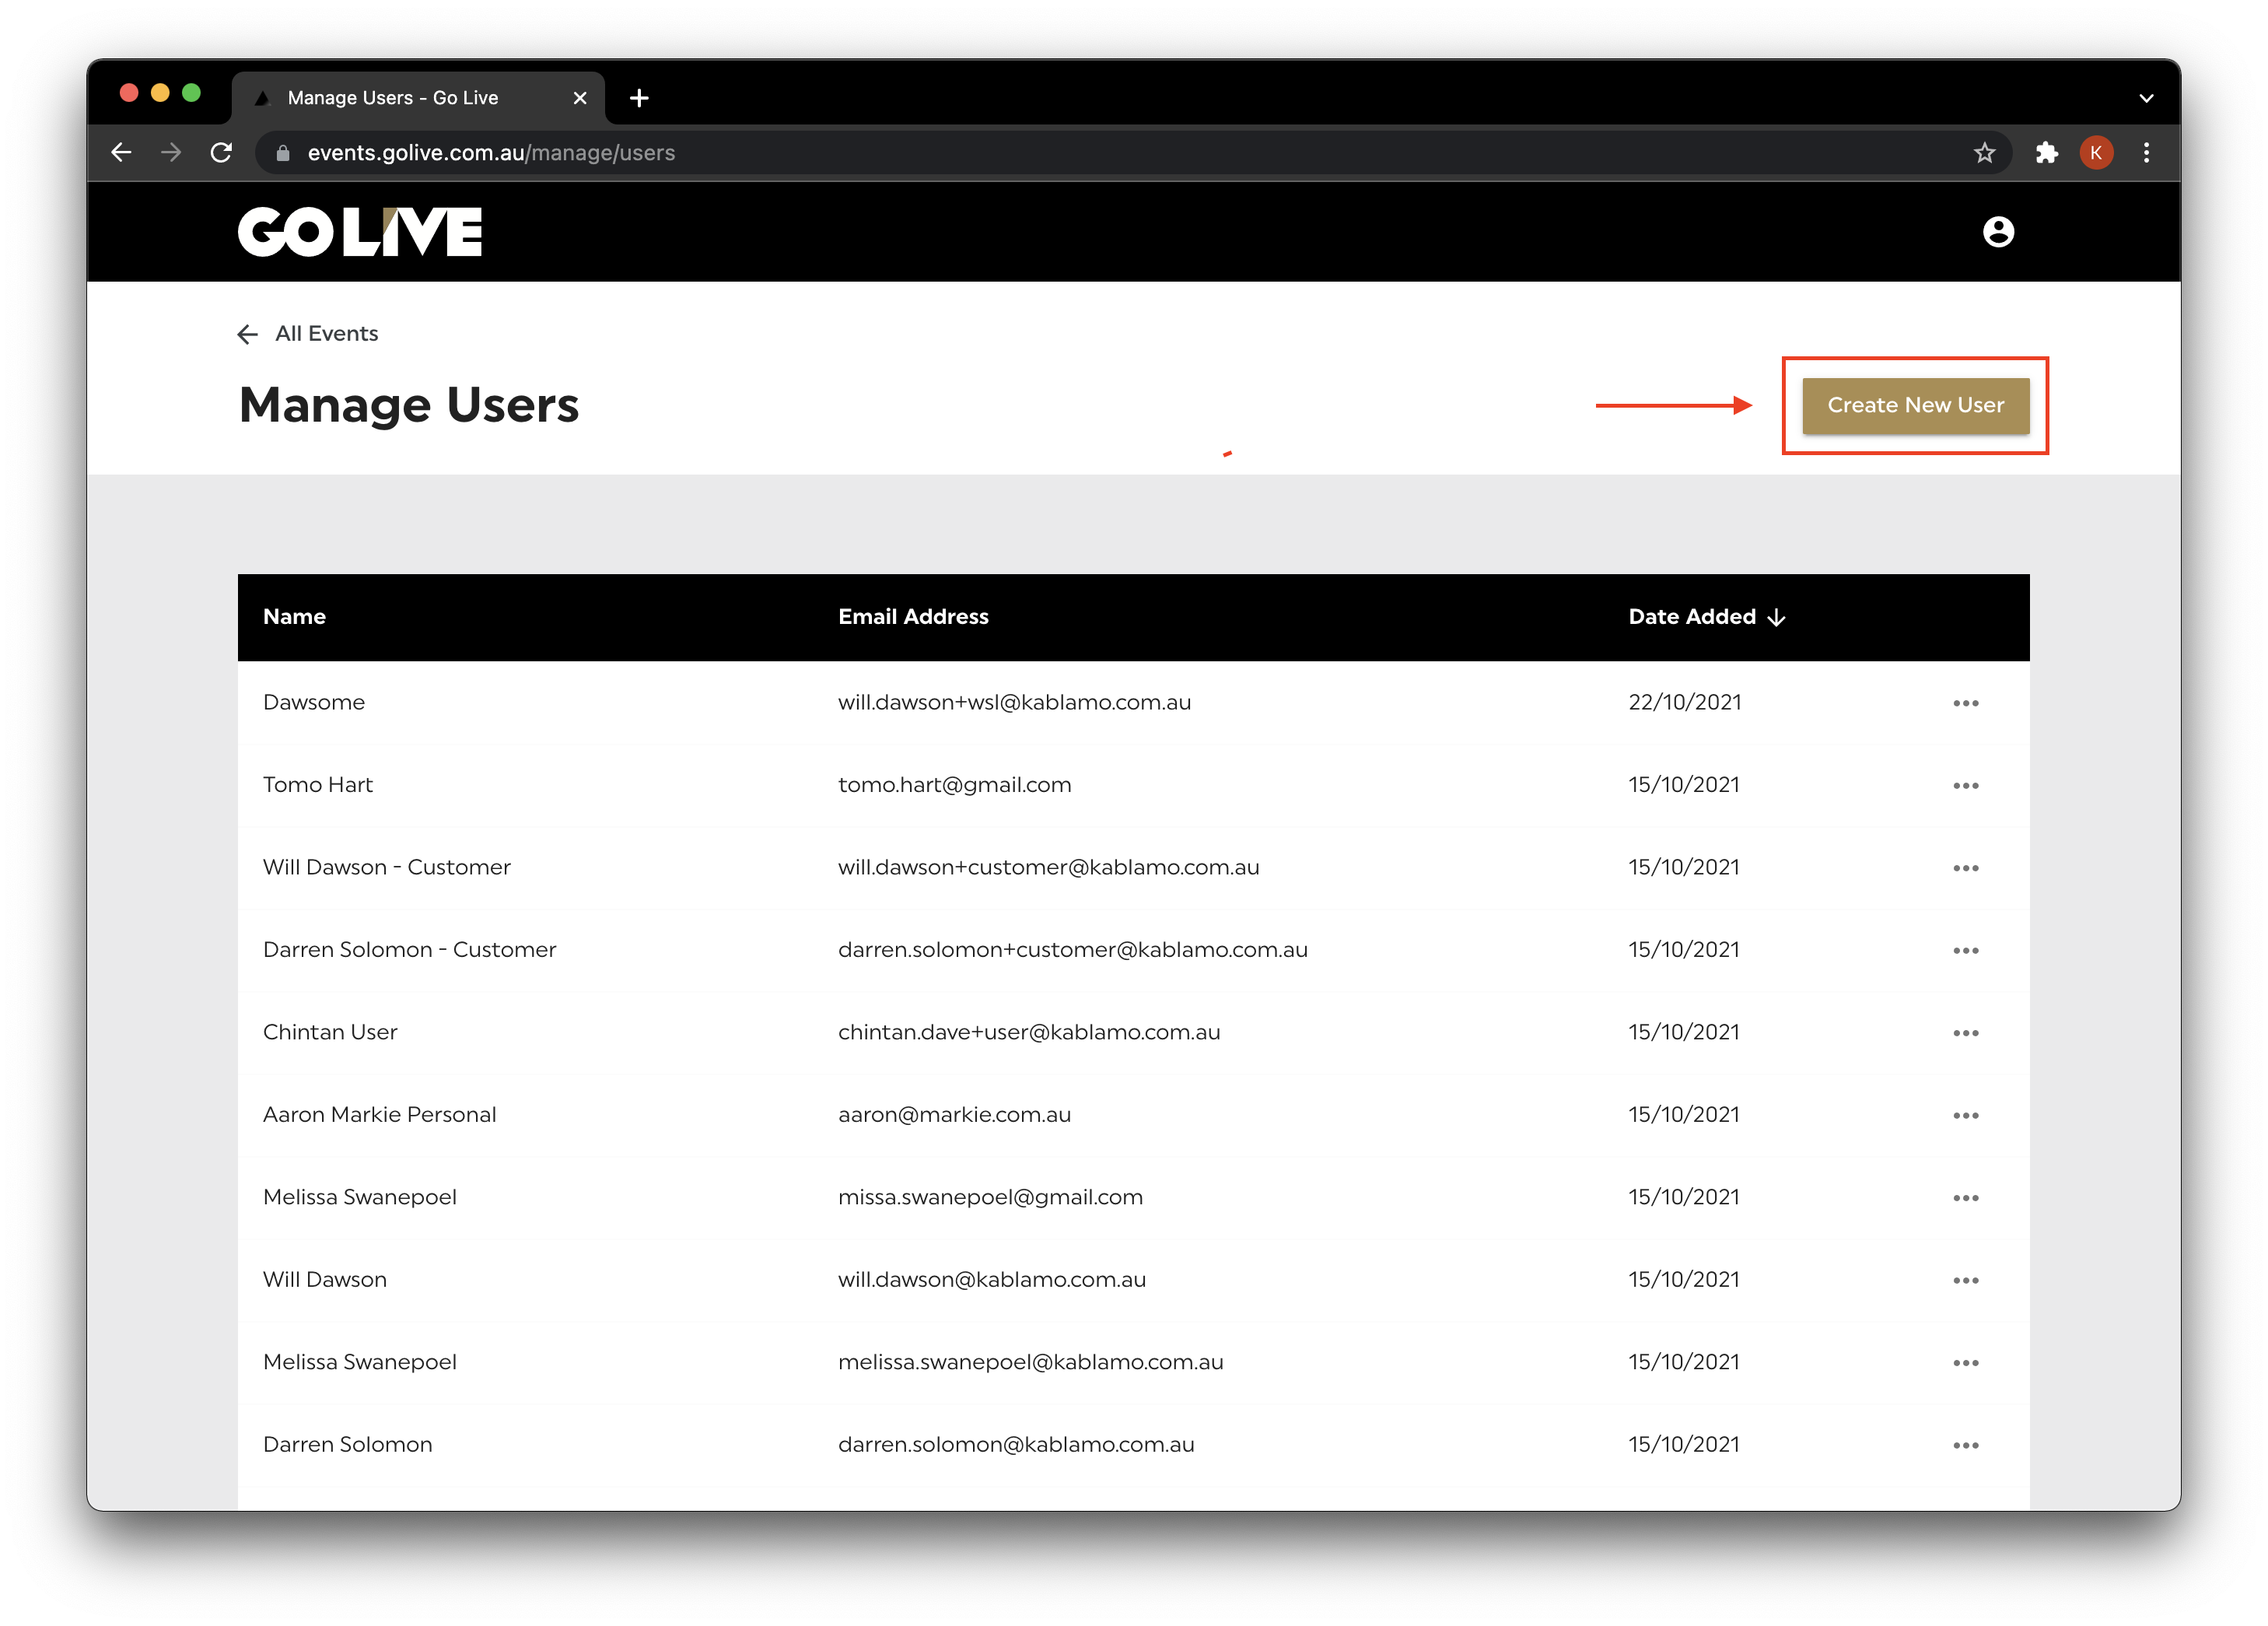 Manage Users - Go Live
events.golive.com.au/manage/users
K
GO LIVE
All Events
Manage Users
Create New User
Name Email Address Date Added
Dawsome will.dawson+wsl@kablamo.com.au 22/10/2021
Tomo Hart tomo.hart@gmail.com 15/10/2021
Will Dawson - Customer will.dawson+customer@kablamo.com.au 15/10/2021
Darren Solomon - Customer darren.solomon+customer@kablamo.com.au 15/10/2021
Chintan User chintan.dave+user@kablamo.com.au 15/10/2021
Aaron Markie Personal aaron@markie.com.au 15/10/2021
Melissa Swanepoel missa.swanepoel@gmail.com 15/10/2021
Will Dawson will.dawson@kablamo.com.au 15/10/2021
Melissa Swanepoel melissa.swanepoel@kablamo.com.au 15/10/2021
Darren Solomon darren.solomon@kablamo.com.au 15/10/2021